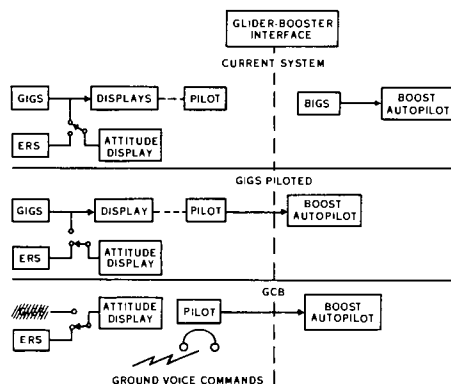 GLIDER-BOOSTER
INTERFACE
CURRENT SYSTEM
GIGS
DISPLAYS
PILOT
BIGS
BOOST
AUTOPILOT
ERS
ATTITUDE
DISPLAY
GIGS PILOTED
GIGS
DISPLAY
PILOT
BOOST
AUTOPILOT
ERS
ATTITUDE
DISPLAY
GCB
ATTITUDE
DISPLAY
PILOT
BOOST
AUTOPILOT
ERS
GROUND VOICE COMMANDS